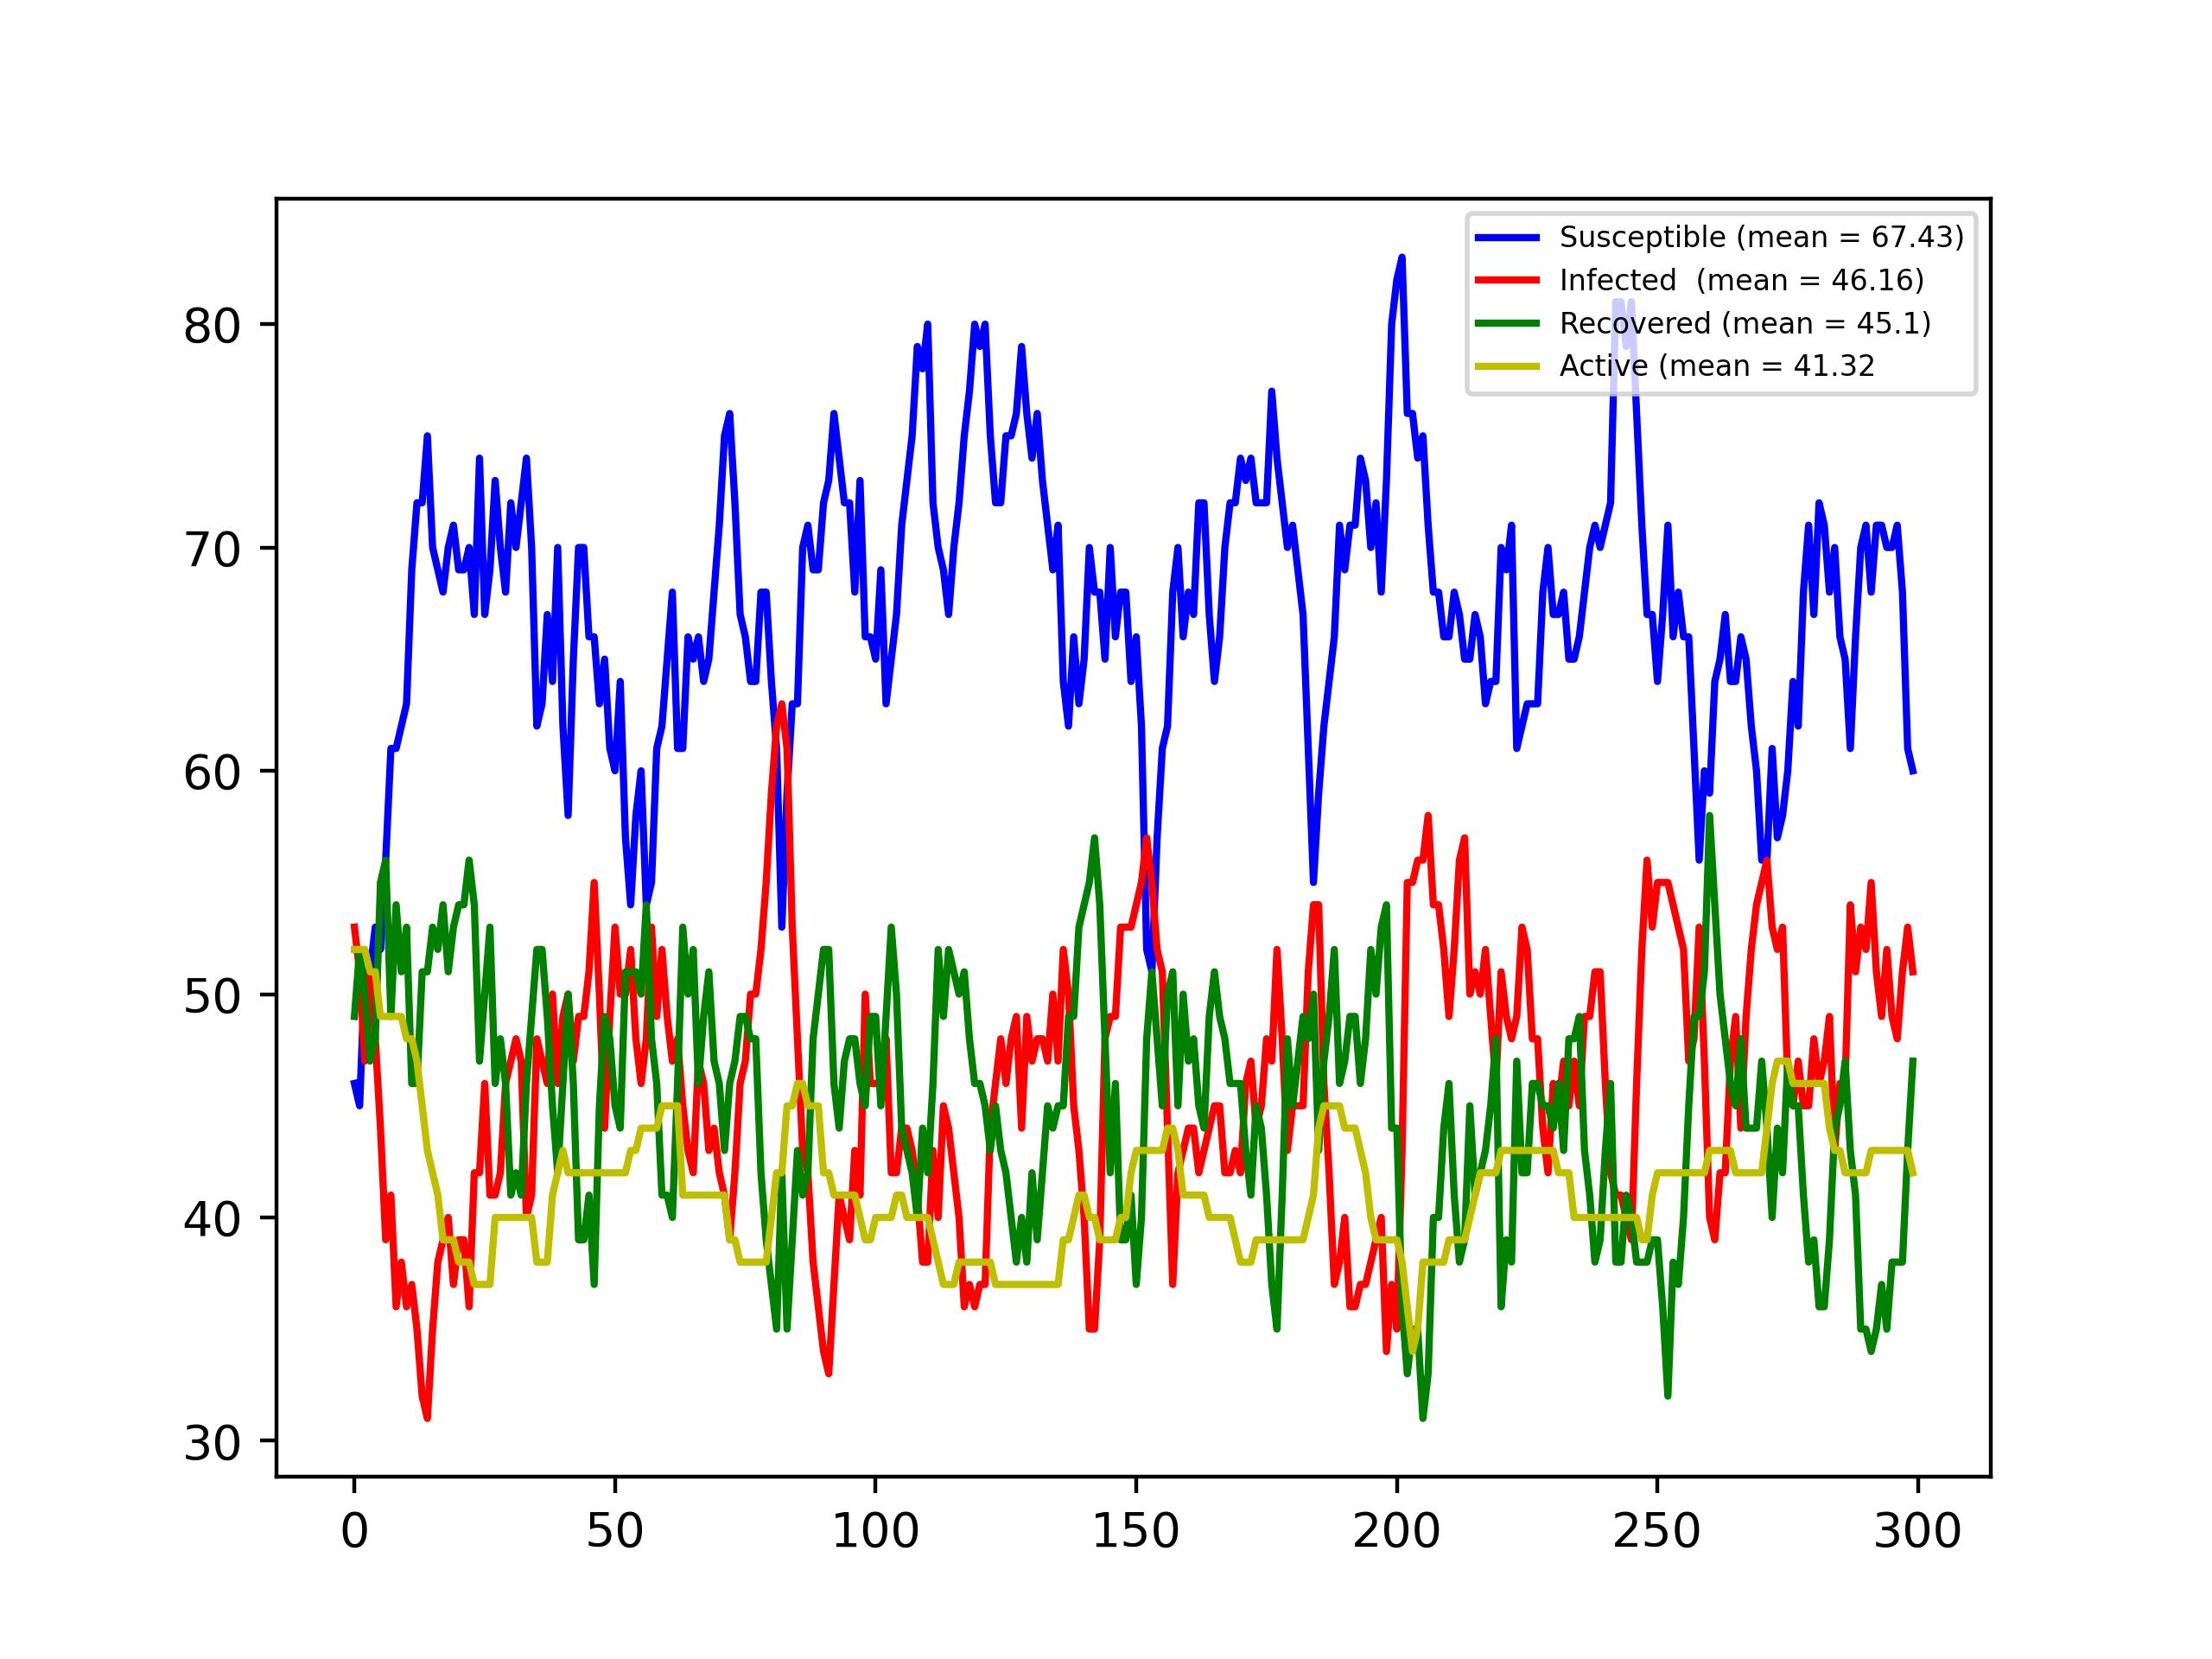 Susceptible (mean = 67.43)
Infected  (mean = 46.16)
Recovered (mean = 45.1)
Active (mean = 41.32
80
70
60
50
40
30
0 50 100 150 200 250 300